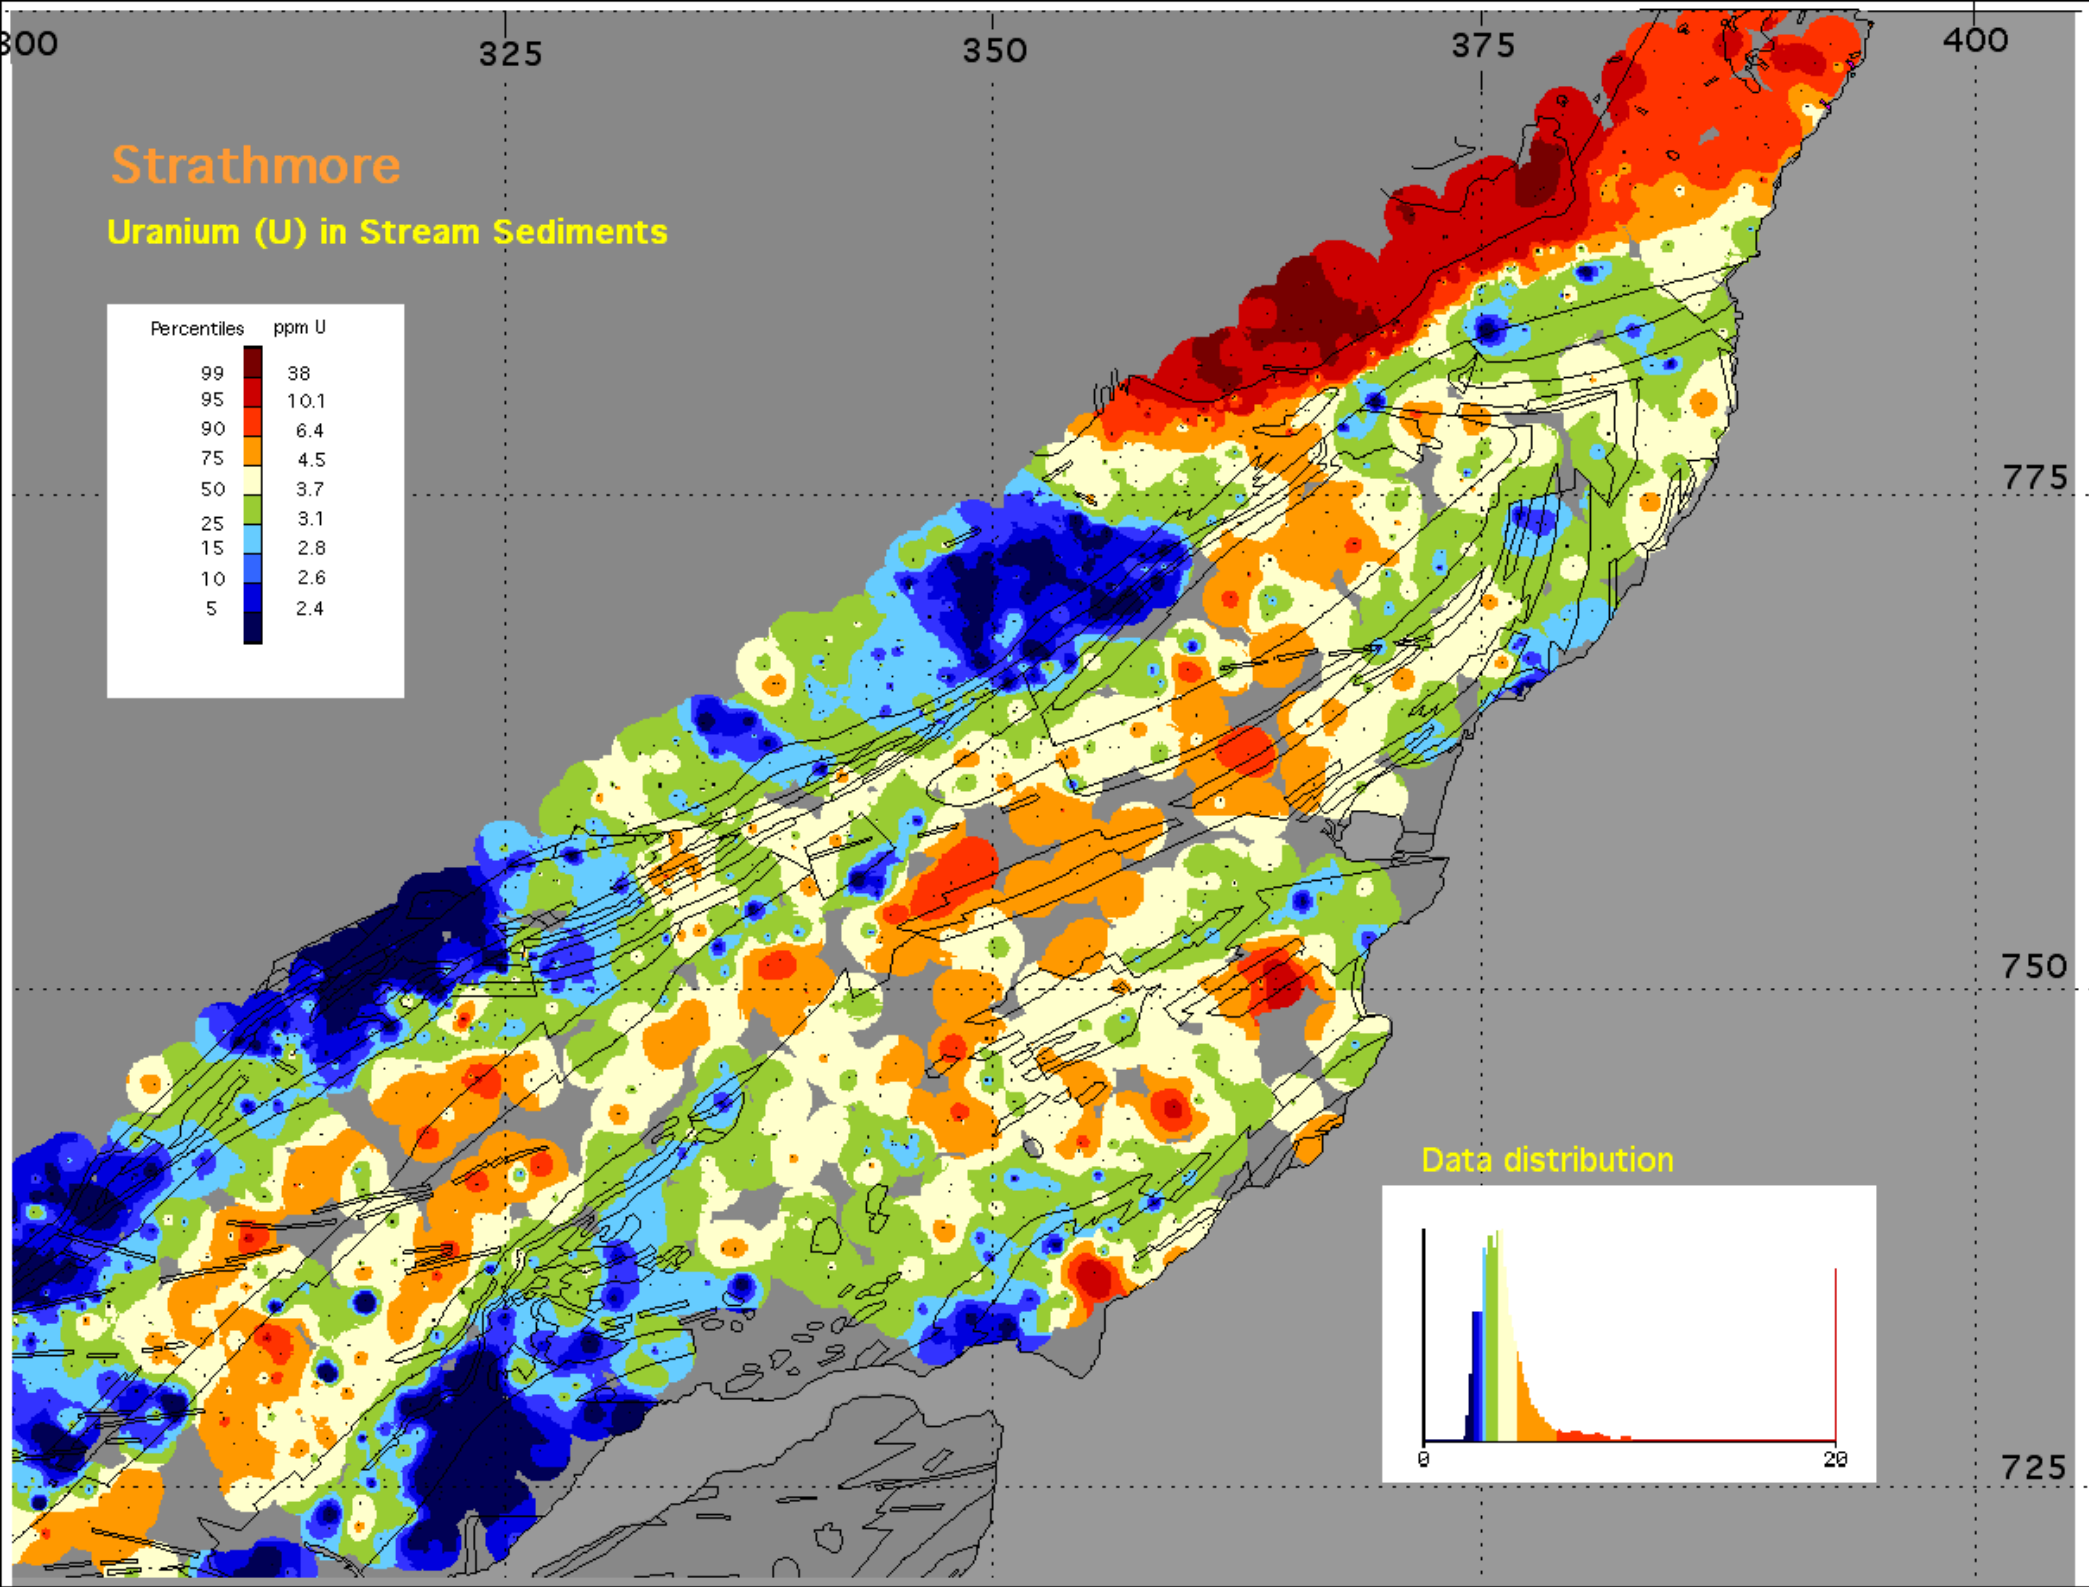 300 325 350 375 400
Strathmore
Uranium (U) in Stream Sediments
Percentiles ppm U
99 38
95 10.1
90 6.4
75 4.5
50 3.7
25 3.1
15 2.8
10 2.6
5 2.4
775
750
Data distribution
0 20
725